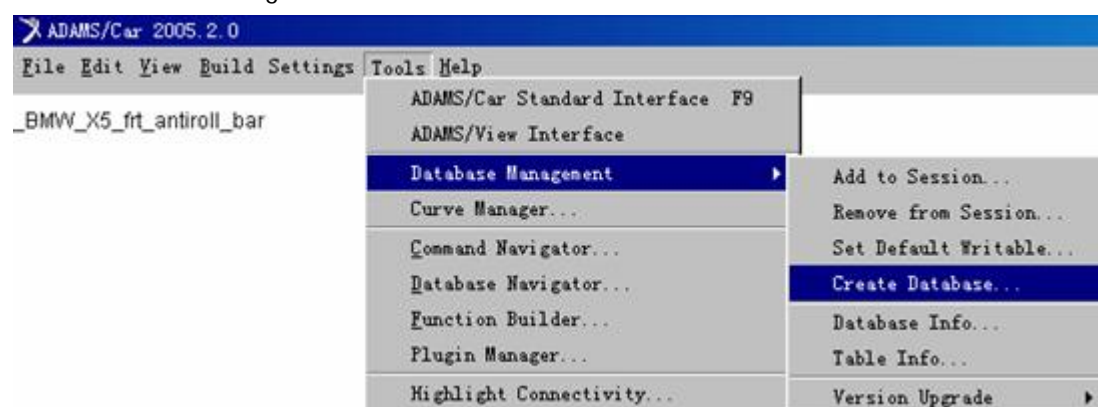 ADAMS/Car 2005.2.0
File Edit View Build Settings Tools Help
_BMW_X5_frt_antiroll_bar
ADAMS/Car Standard Interface F9
ADAMS/View Interface
Database Management
Curve Manager...
Command Navigator...
Database Navigator...
Function Builder...
Plugin Manager...
Highlight Connectivity...
Add to Session...
Remove from Session...
Set Default Writable...
Create Database...
Database Info...
Table Info...
Version Upgrade